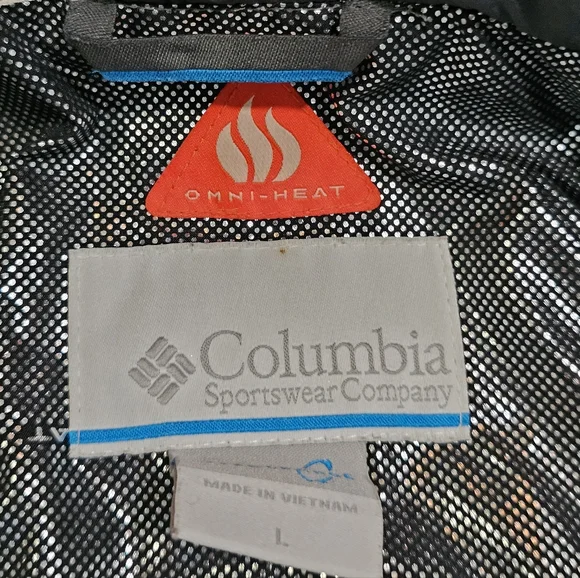 OMNI-HEAT
Columbia
Sportswear Company
MADE IN VIETNAM
L